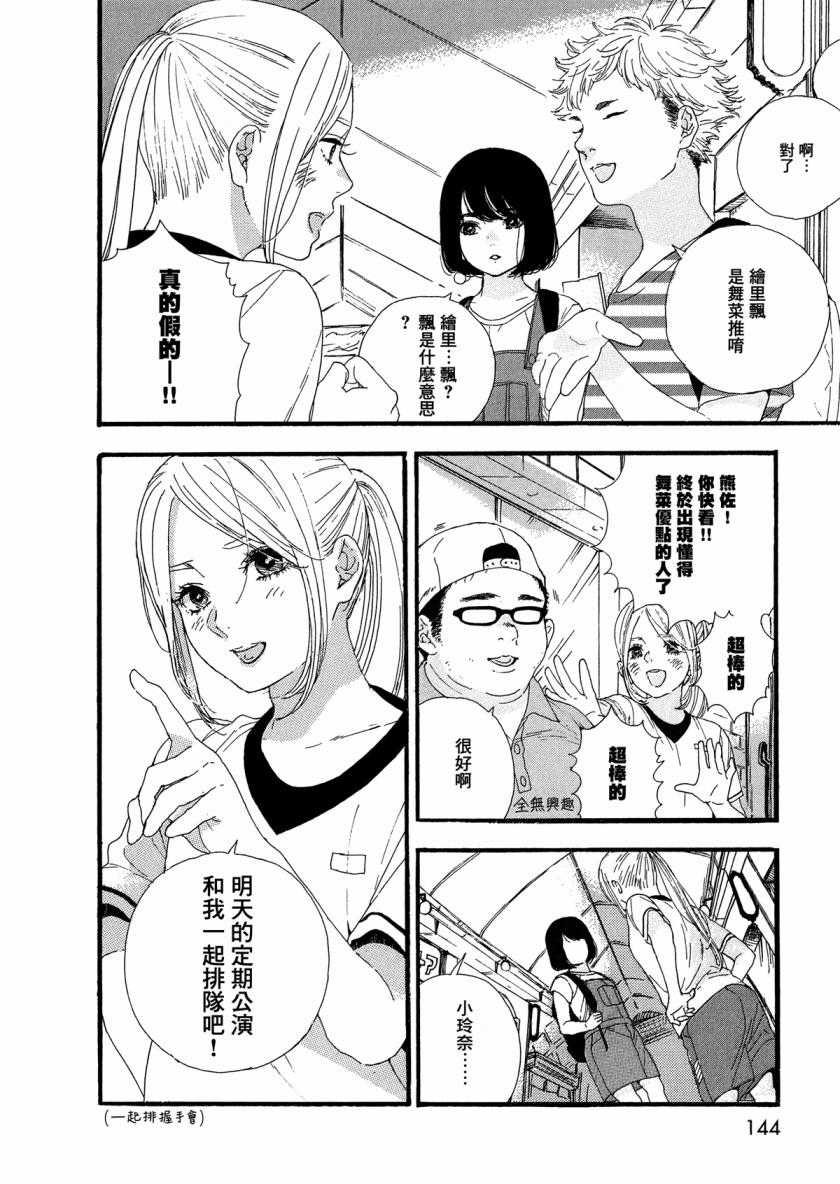 啊…
對了
繪里飄
是舞菜推唷
繪里…飄?
飄是什麼意思
?
真的假的—!!
熊佐!
你快看!!
終於出現懂得
舞菜優點的人了
超棒的
超棒的
很好啊
全無興趣
小玲奈……
明天的定期公演
和我一起排隊吧!
(一起排握手會)
144